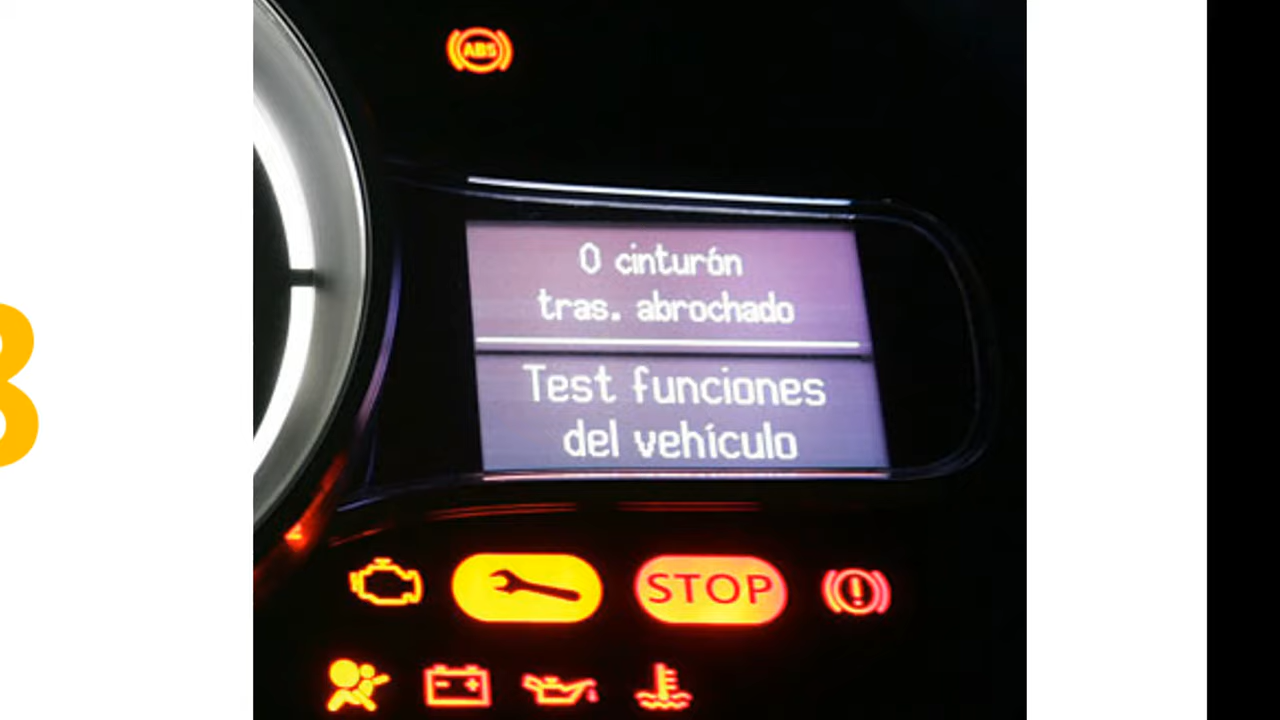 ABS
0 cinturón
tras. abrochado
Test funciones
del vehículo
STOP